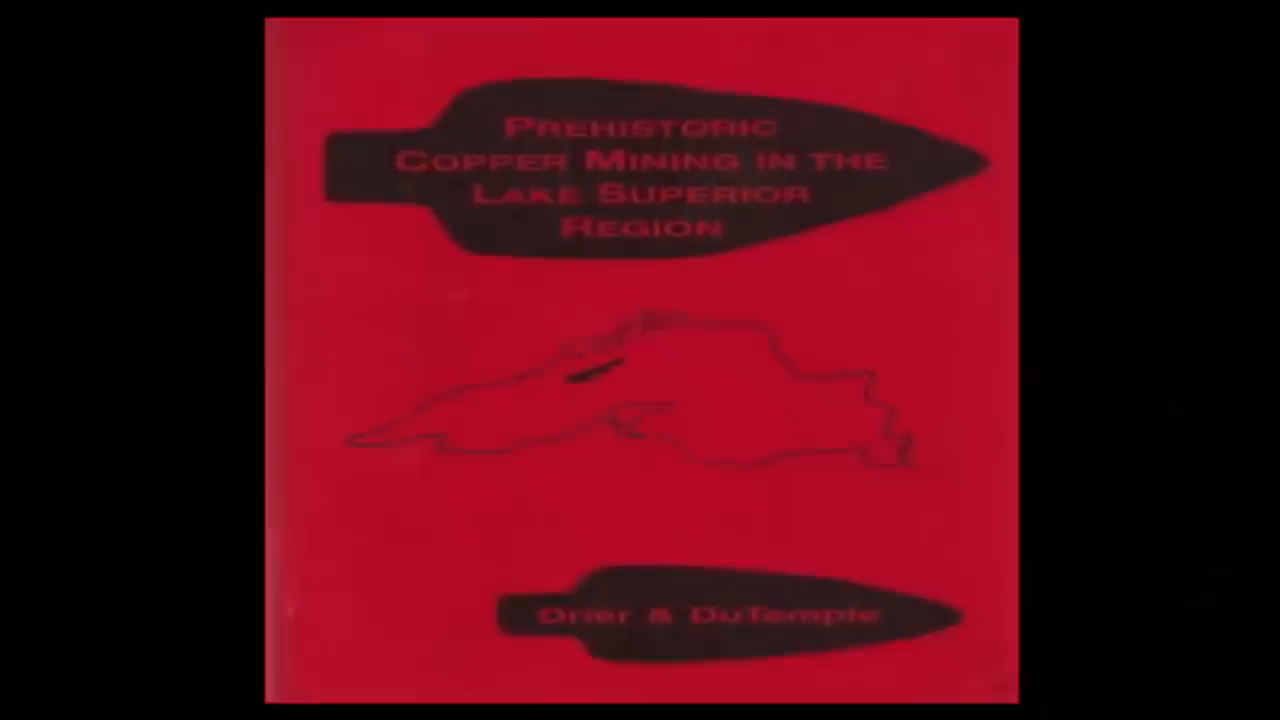 PREHISTORIC
COPPER MINING IN THE
LAKE SUPERIOR
REGION
Drier & DuTemple